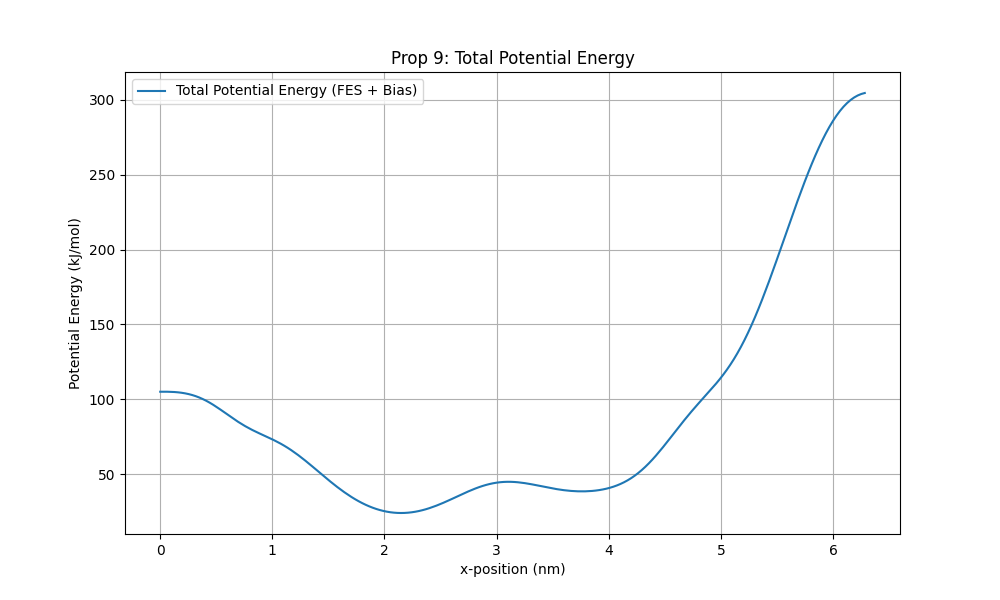 Prop 9: Total Potential Energy
Total Potential Energy (FES + Bias)
Potential Energy (kJ/mol)
300
250
200
150
100
50
0 1 2 3 4 5 6
x-position (nm)